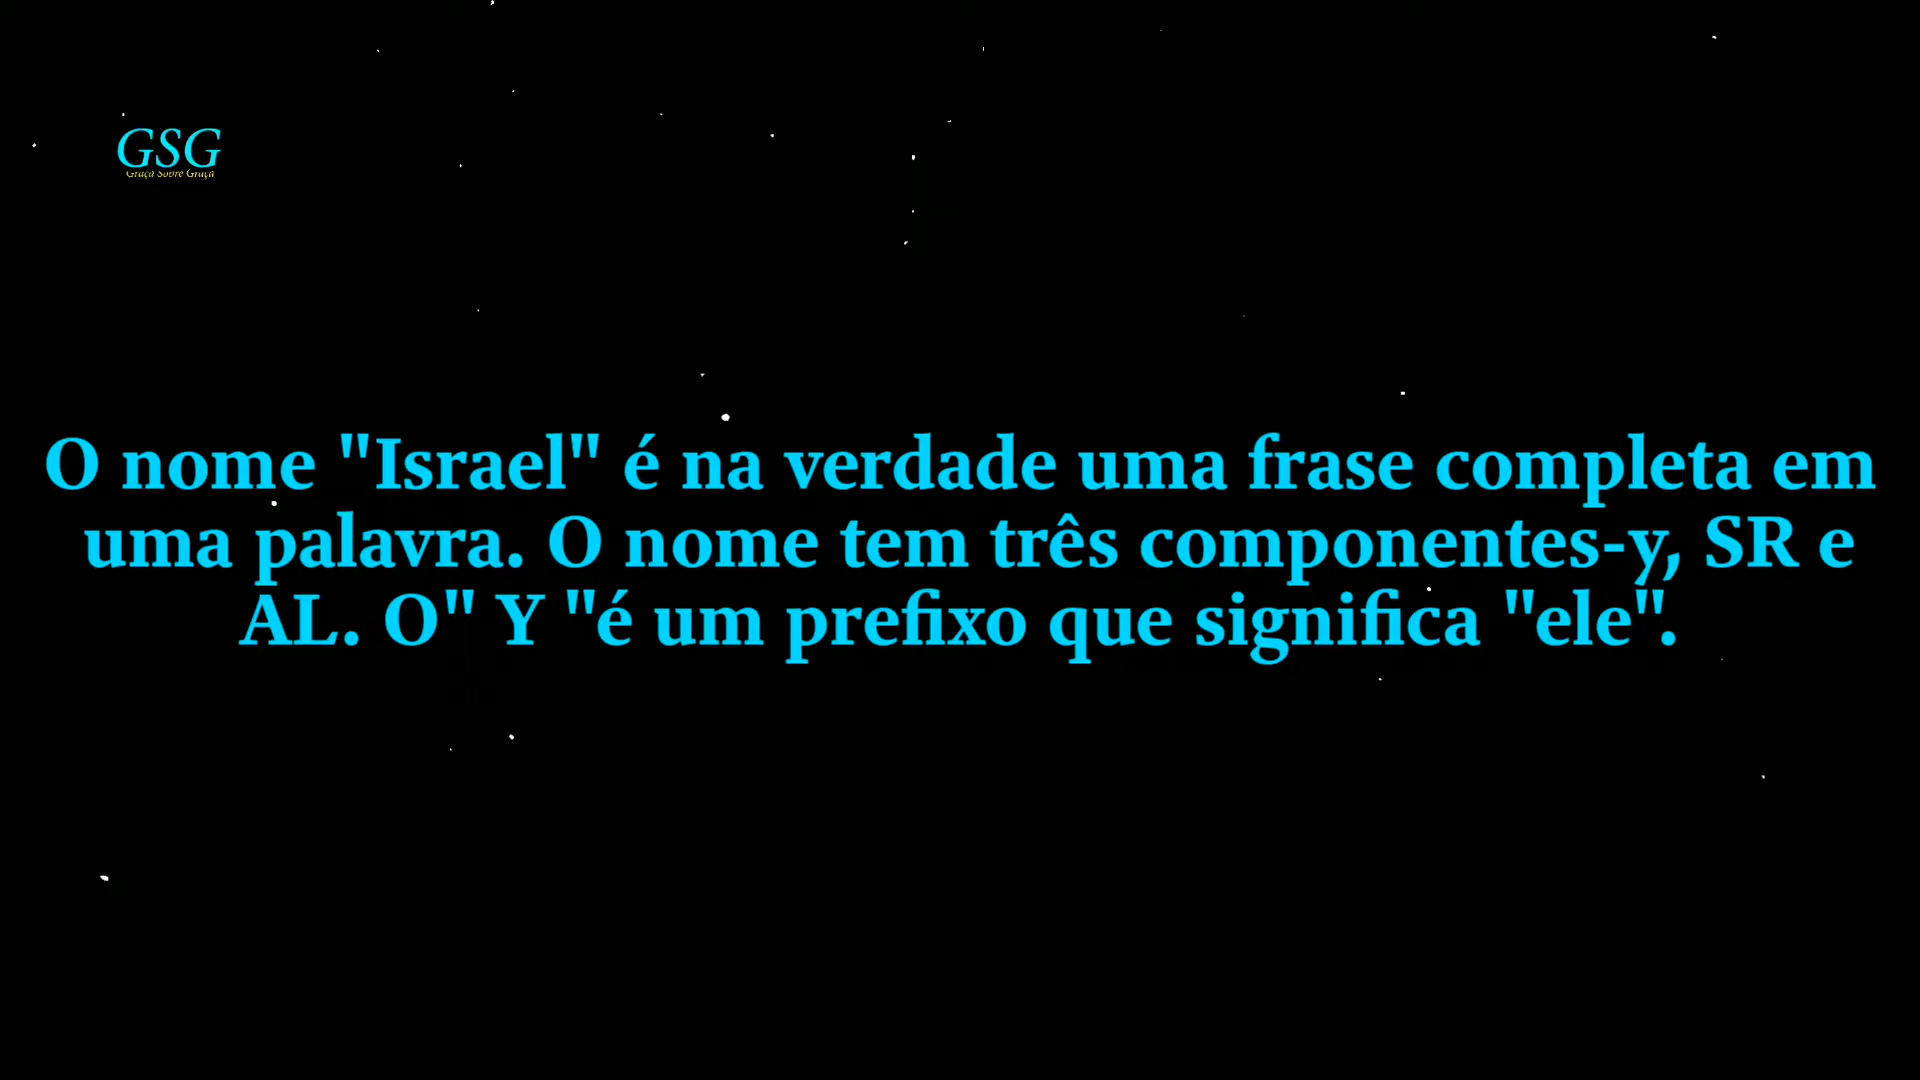 GSG
Graça Sobre Graça
O nome "Israel" é na verdade uma frase completa em
uma palavra. O nome tem três componentes-y, SR e
AL. O" Y "é um prefixo que significa "ele".